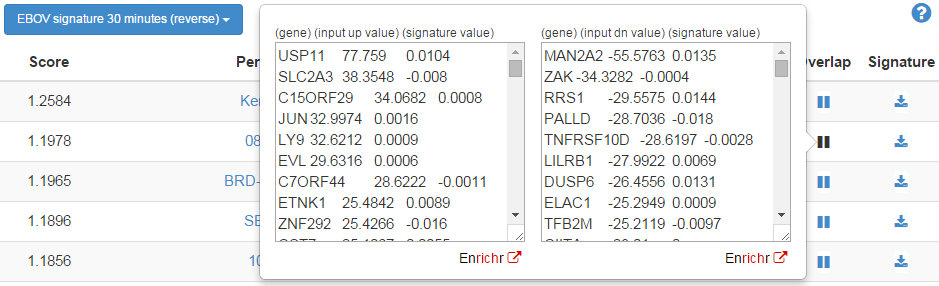 EBOV signature 30 minutes (reverse)
?
Score Per verlap Signature
(gene) (input up value) (signature value)
USP11 77.759 0.0104
SLC2A3 38.3548 -0.008
C15ORF29 34.0682 0.0008
JUN 32.9974 0.0016
LY9 32.6212 0.0009
EVL 29.6316 0.0006
C7ORF44 28.6222 -0.0011
ETNK1 25.4842 0.0089
ZNF292 25.4266 -0.016
Enrichr
(gene) (input dn value) (signature value)
MAN2A2 -55.5763 0.0135
ZAK -34.3282 -0.0004
RRS1 -29.5575 0.0144
PALLD -28.7036 -0.018
TNFRSF10D -28.6197 -0.0028
LILRB1 -27.9922 0.0069
DUSP6 -26.4556 0.0131
ELAC1 -25.2949 0.0009
TFB2M -25.2119 -0.0097
Enrichr
1.2584 Ke
1.1978 08
1.1965 BRD-
1.1896 SE
1.1856 10